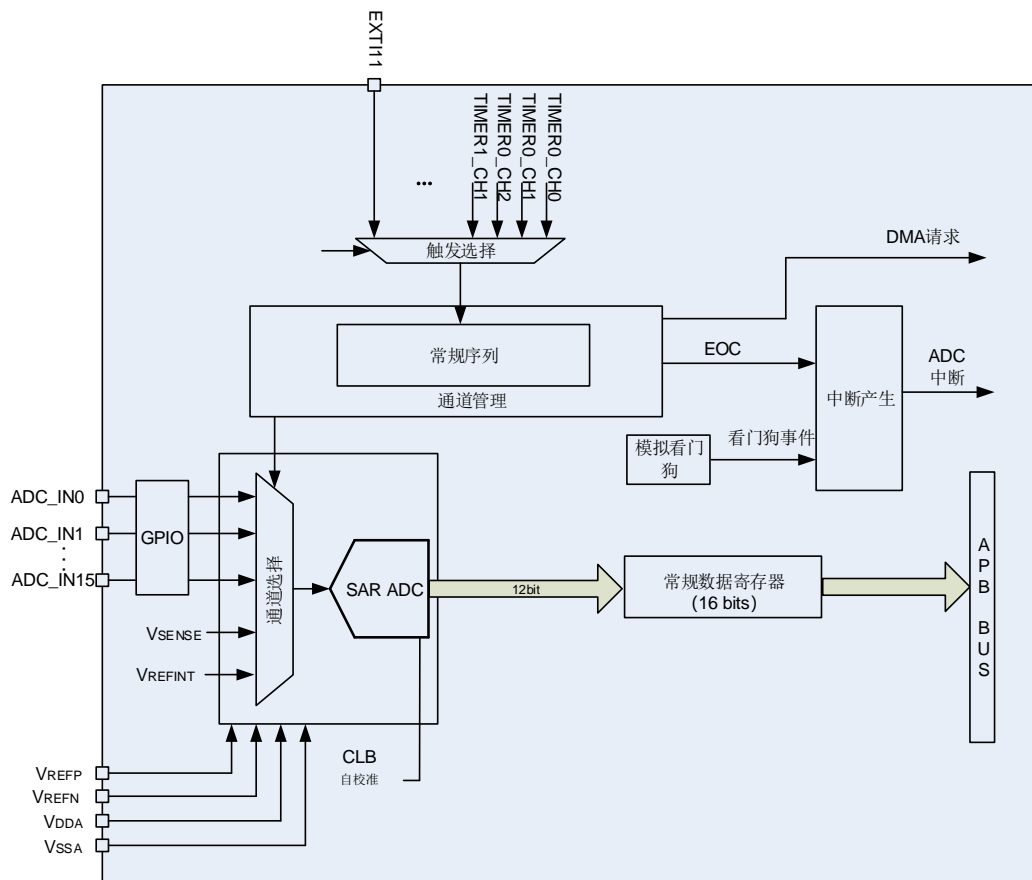 EXTI11
TIMER1_CH1
TIMER0_CH2
TIMER0_CH1
TIMER0_CH0
...
触发选择
DMA请求
常规序列
通道管理
EOC
ADC
中断
中断产生
模拟看门
狗
看门狗事件
ADC_IN0
ADC_IN1
ADC_IN15
GPIO
通道选择
SAR ADC
12bit
常规数据寄存器
(16 bits)
APB BUS
VSENSE
VREFINT
CLB
自校准
VREFP
VREFN
VDDA
VSSA